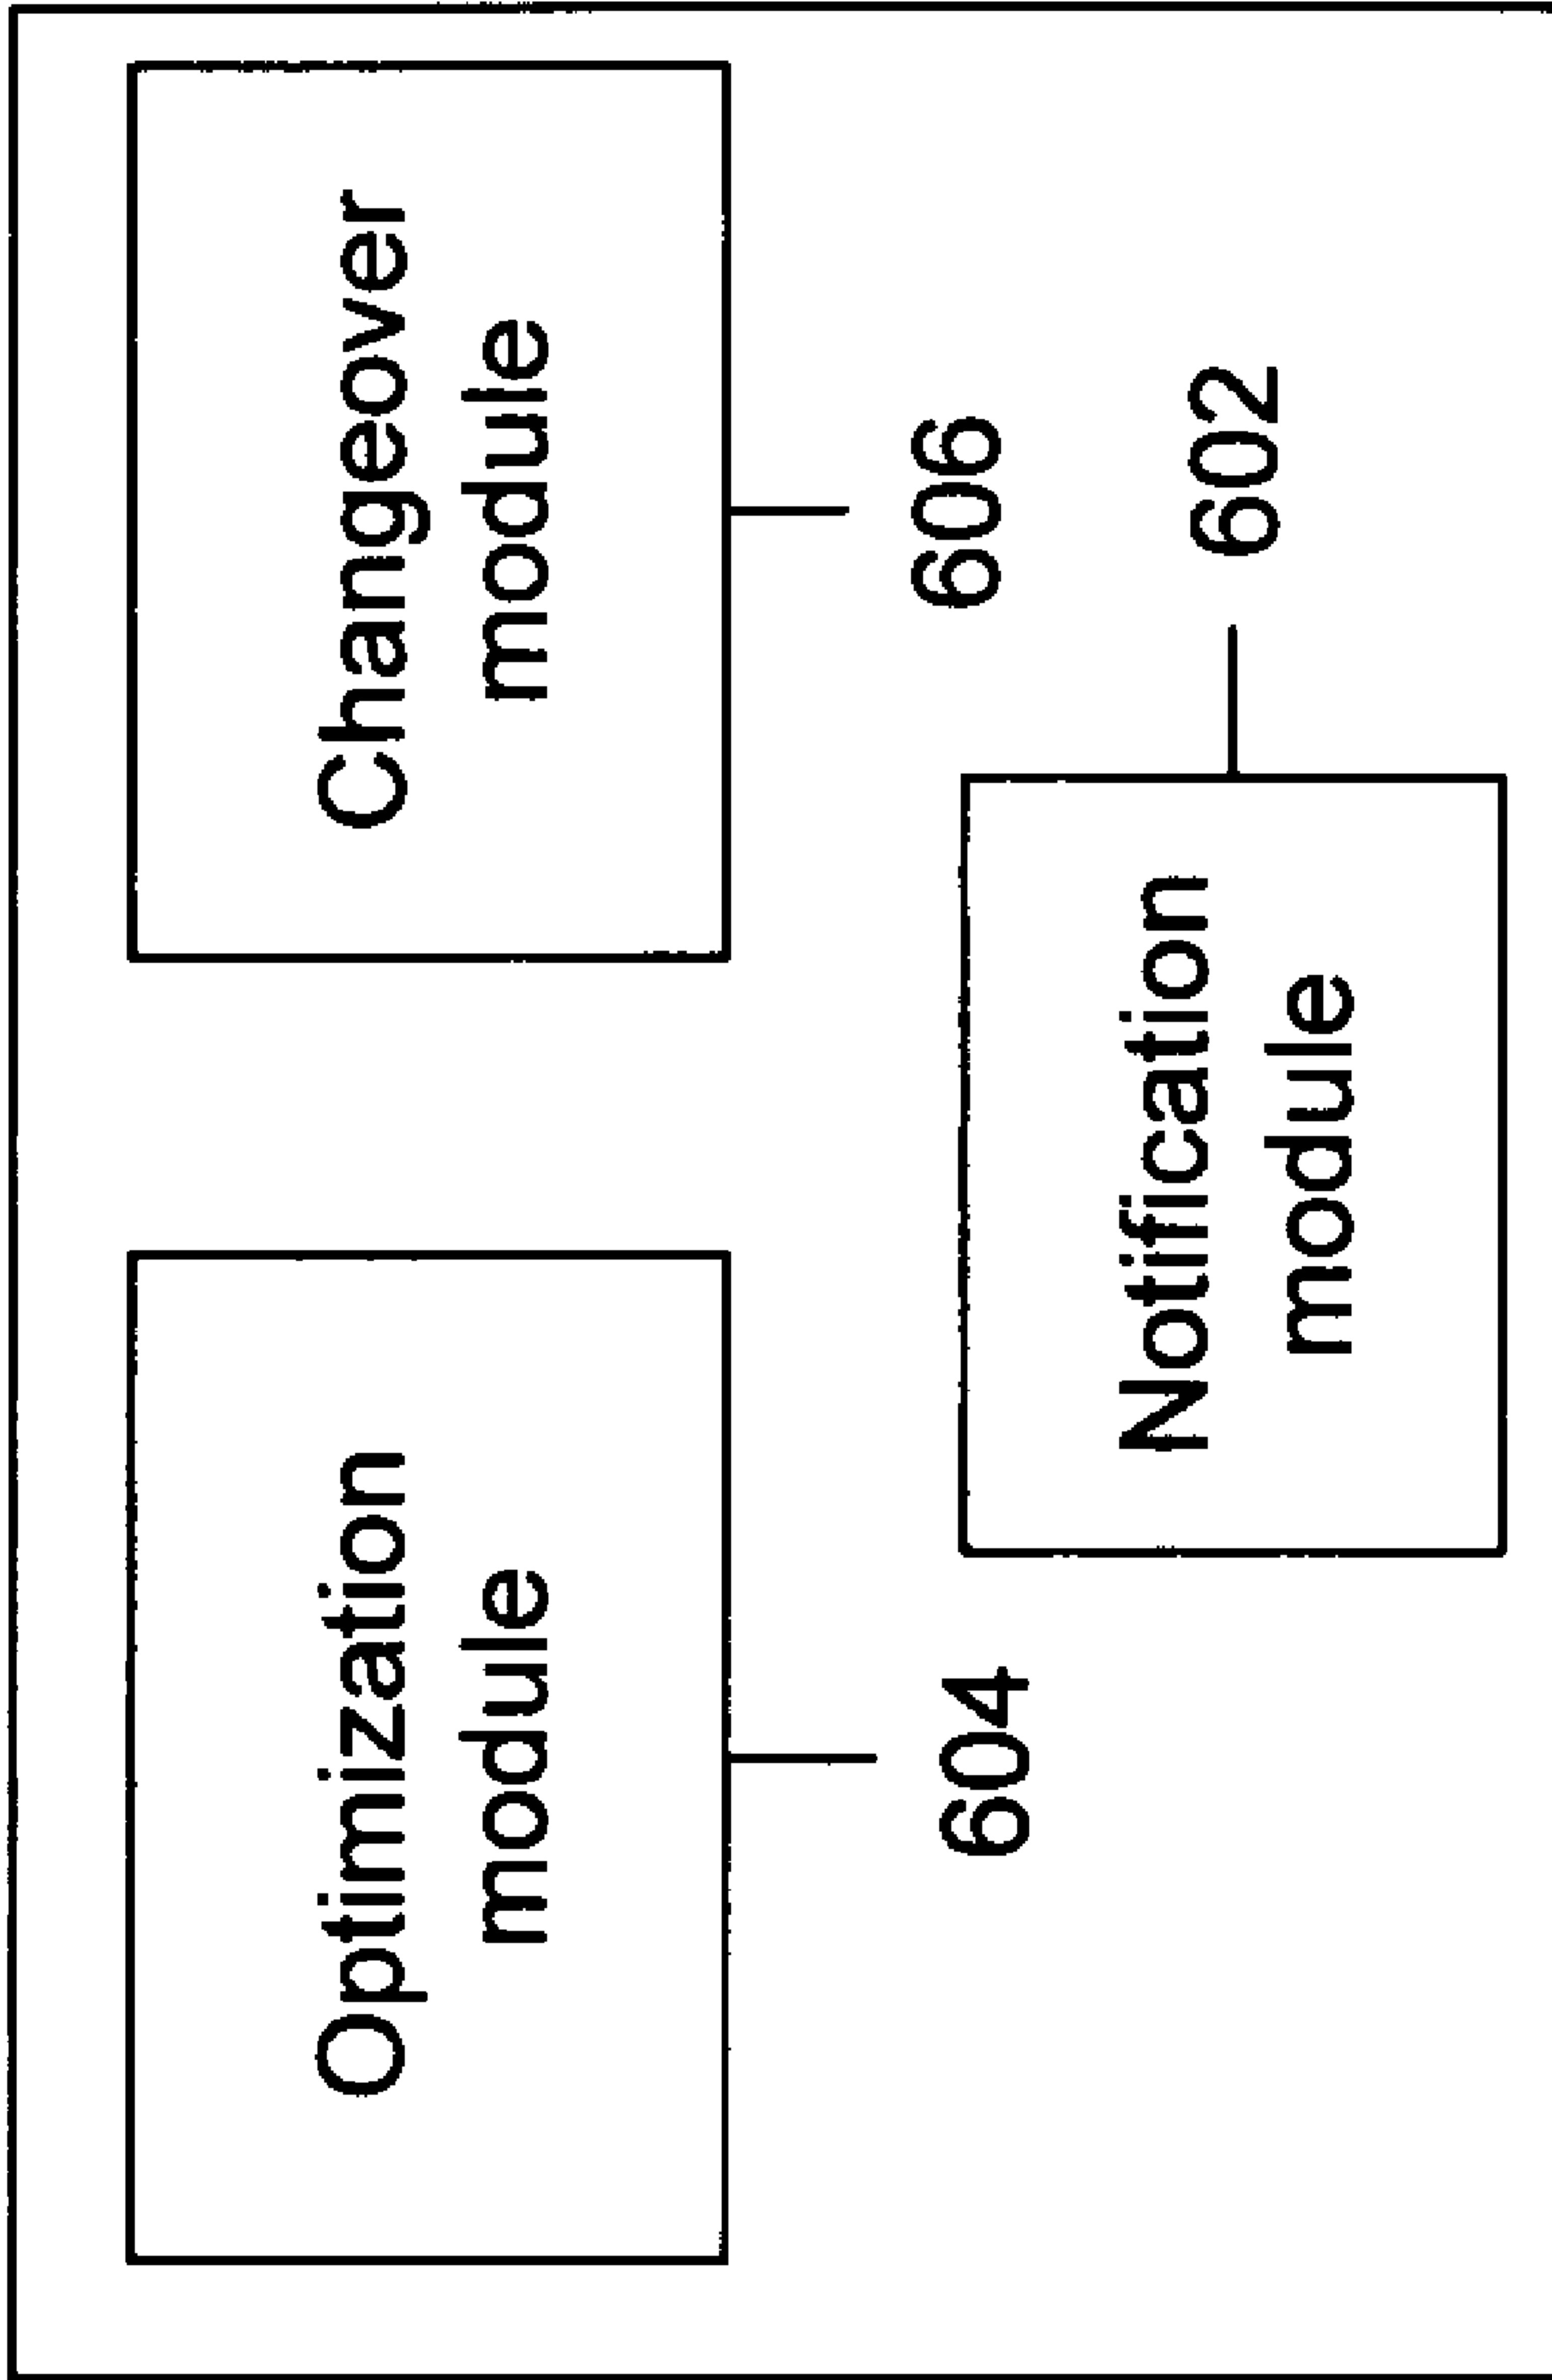 Optimization
module
604
Changeover
module
606
Notification
module
602